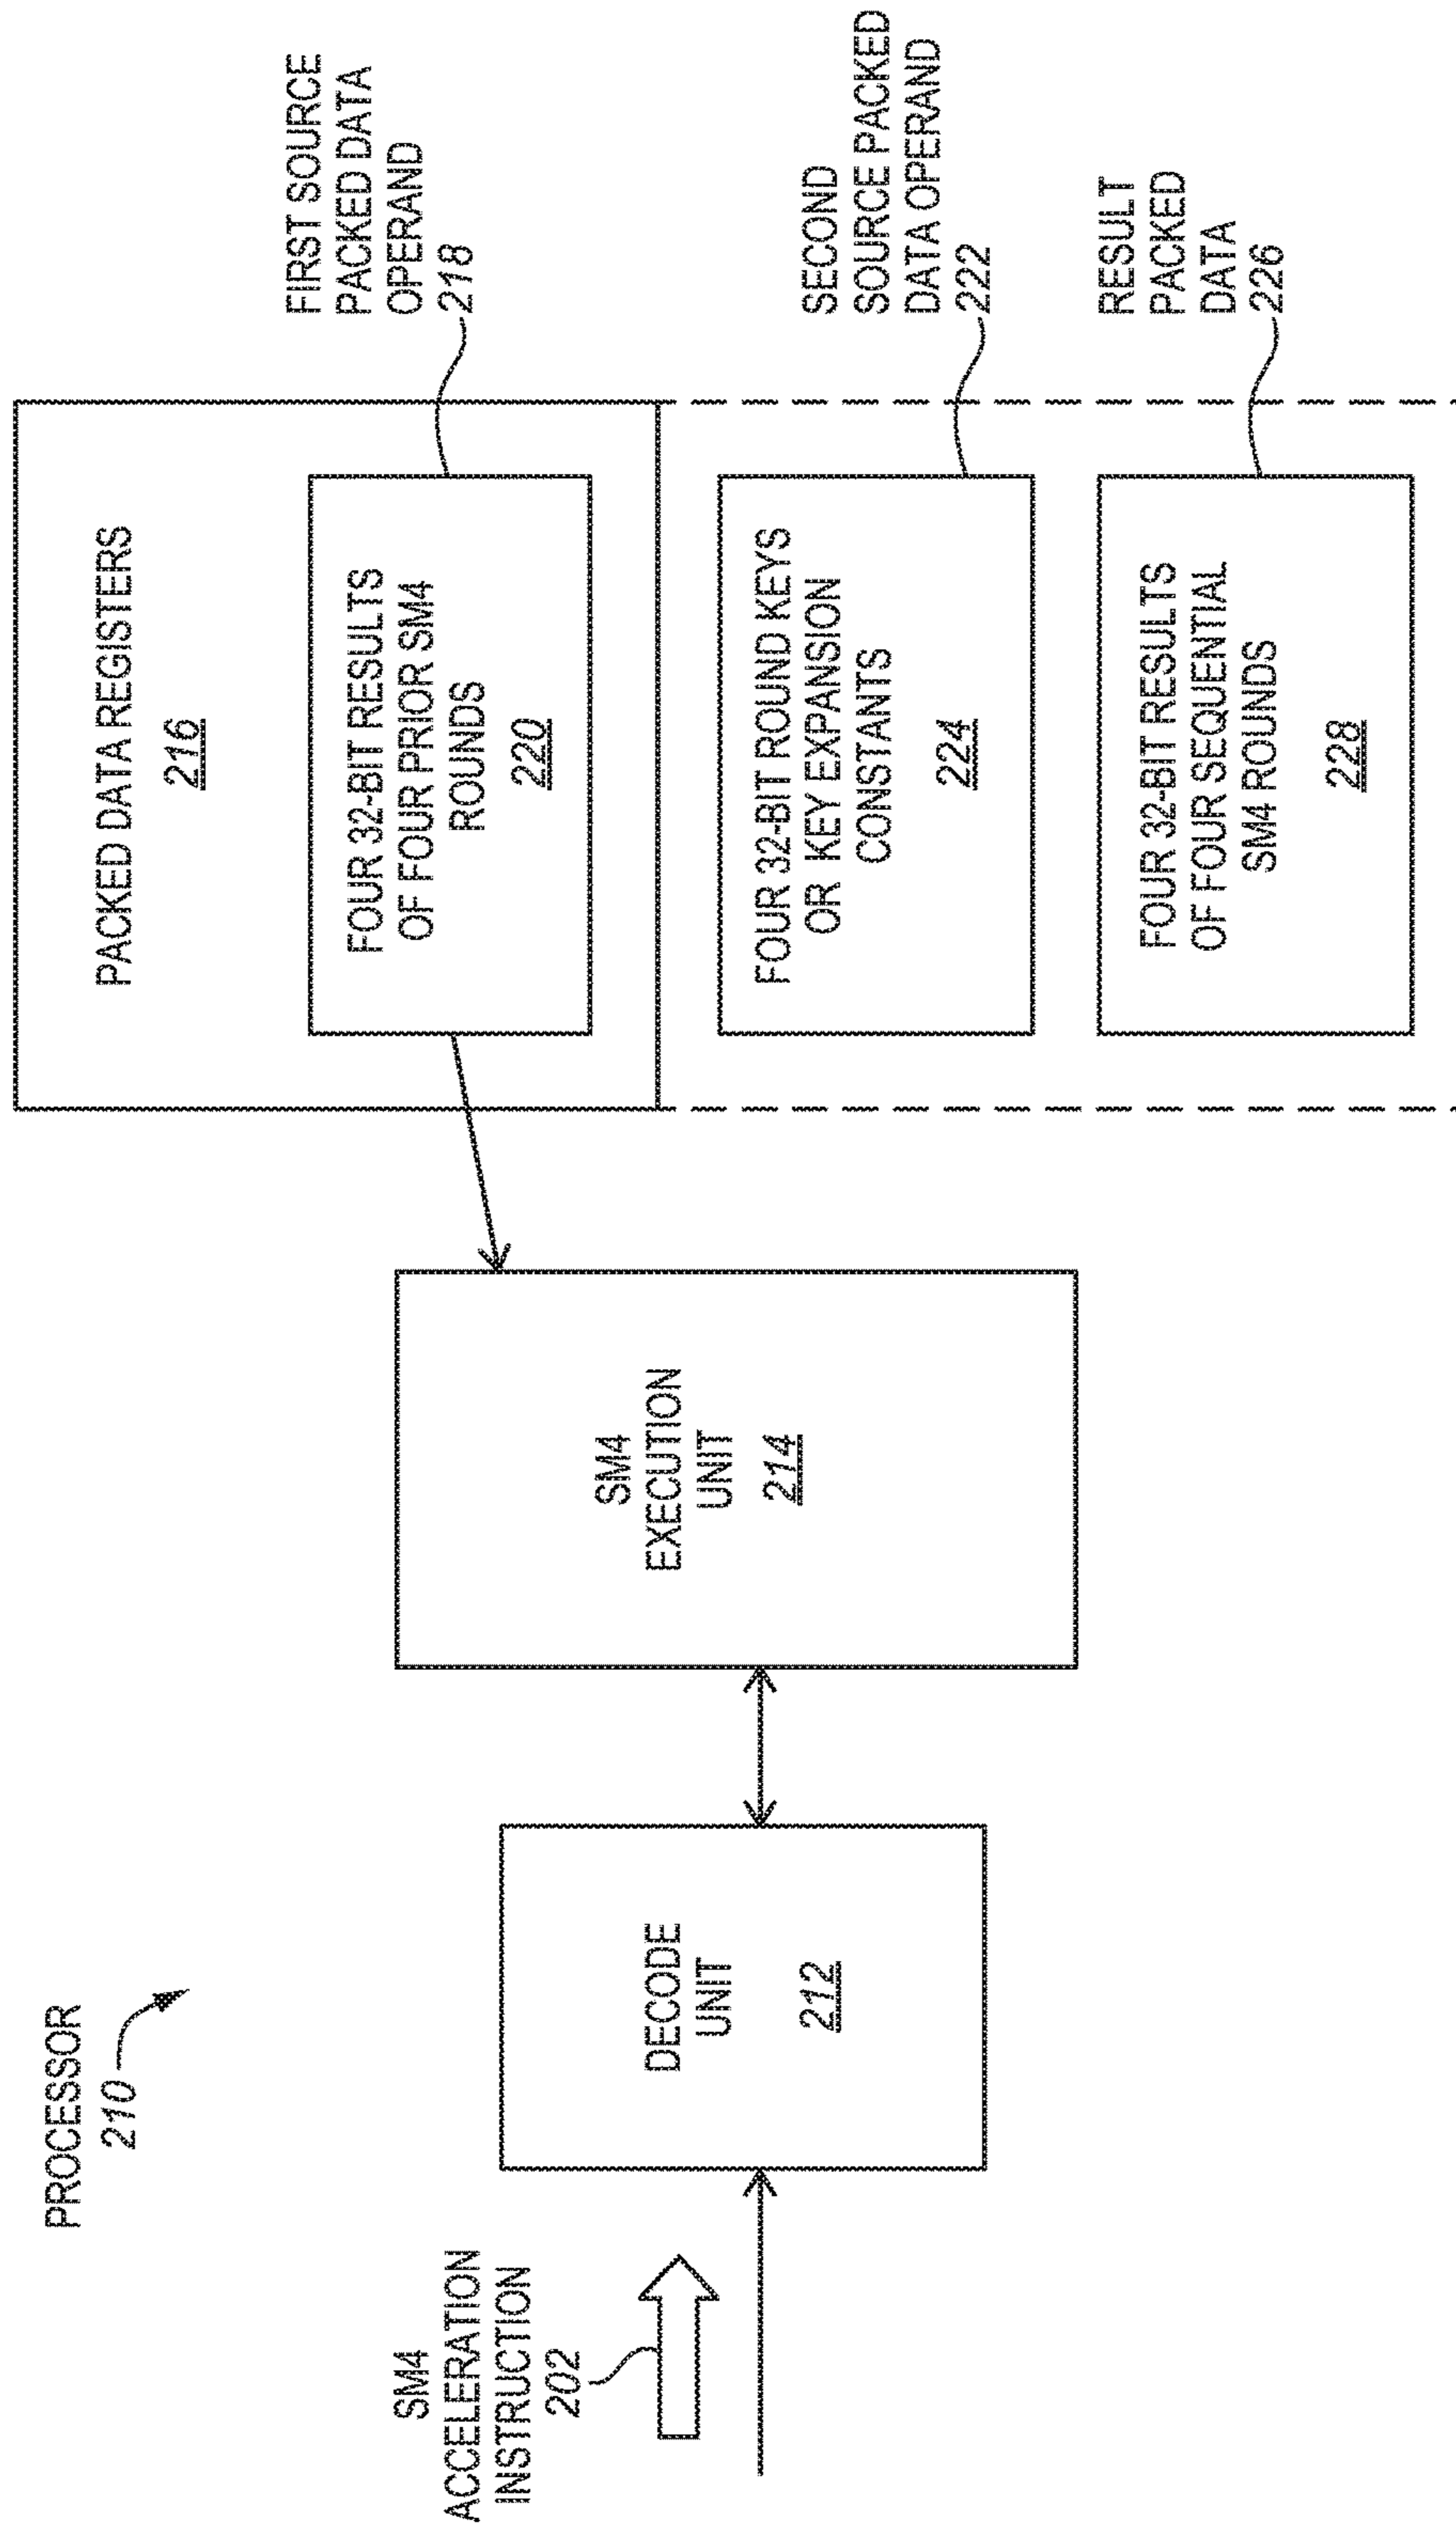 PROCESSOR
210
SM4
ACCELERATION
INSTRUCTION
202
DECODE
UNIT
212
SM4
EXECUTION
UNIT
214
PACKED DATA REGISTERS
216
FOUR 32-BIT RESULTS
OF FOUR PRIOR SM4
ROUNDS
220
FIRST SOURCE
PACKED DATA
OPERAND
218
FOUR 32-BIT ROUND KEYS
OR KEY EXPANSION
CONSTANTS
224
SECOND
SOURCE PACKED
DATA OPERAND
222
FOUR 32-BIT RESULTS
OF FOUR SEQUENTIAL
SM4 ROUNDS
228
RESULT
PACKED
DATA
226